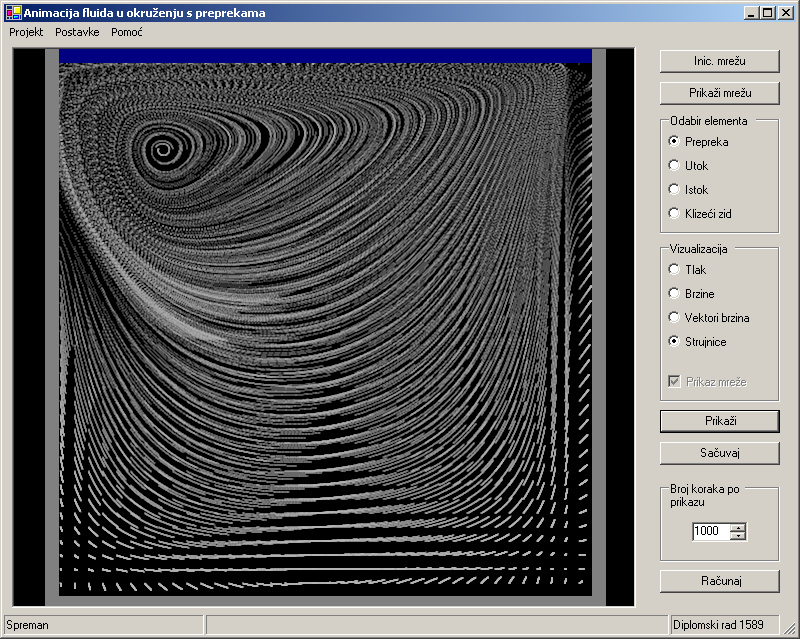 Animacija fluida u okruženju s preprekama
Projekt Postavke Pomoć
Inic. mrežu
Prikaži mrežu
Odabir elementa
Prepreka
Utok
Istok
Klizeći zid
Vizualizacija
Tlak
Brzine
Vektori brzina
Strujnice
Prikaz mreže
Prikaži
Sačuvaj
Broj koraka po
prikazu
1000
Računaj
Spreman
Diplomski rad 1589